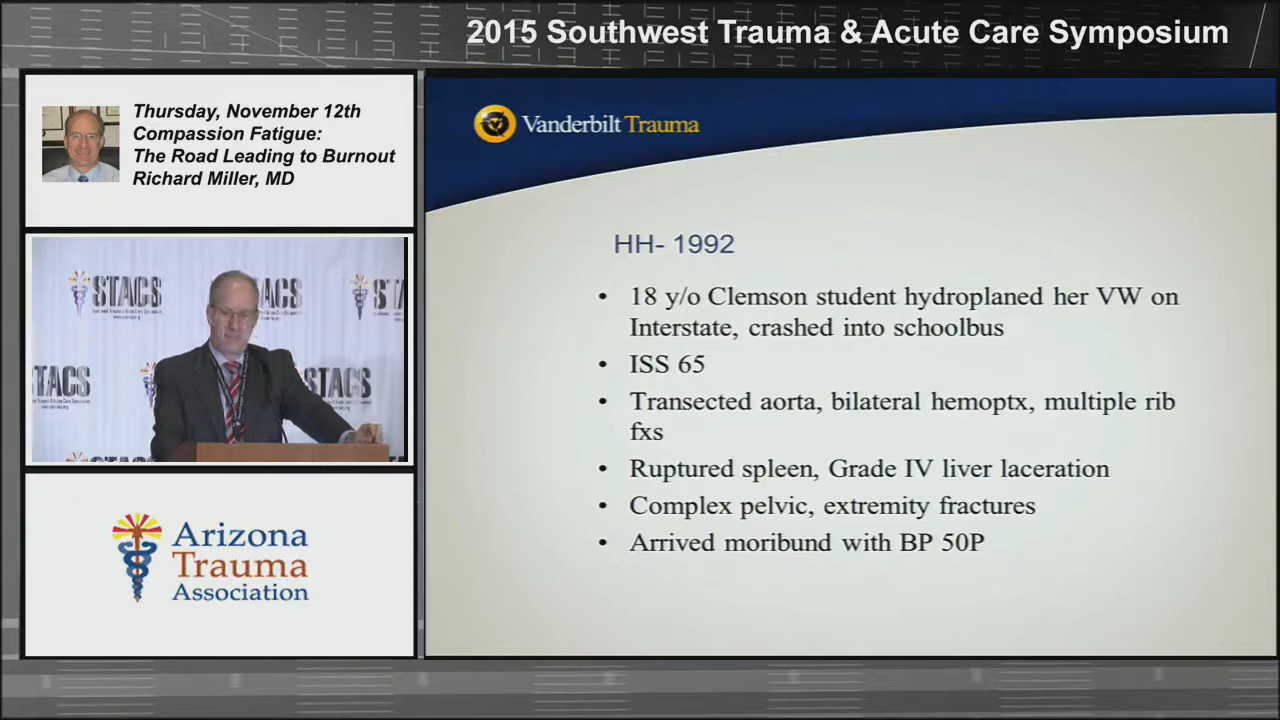 2015 Southwest Trauma & Acute Care Symposium
Thursday, November 12th
Compassion Fatigue:
The Road Leading to Burnout
Richard Miller, MD
Vanderbilt Trauma
HH- 1992
• 18 y/o Clemson student hydroplaned her VW on
Interstate, crashed into schoolbus
• ISS 65
• Transected aorta, bilateral hemoptx, multiple rib
fxs
• Ruptured spleen, Grade IV liver laceration
• Complex pelvic, extremity fractures
• Arrived moribund with BP 50P
STACS
STACS
Arizona
Trauma
Association